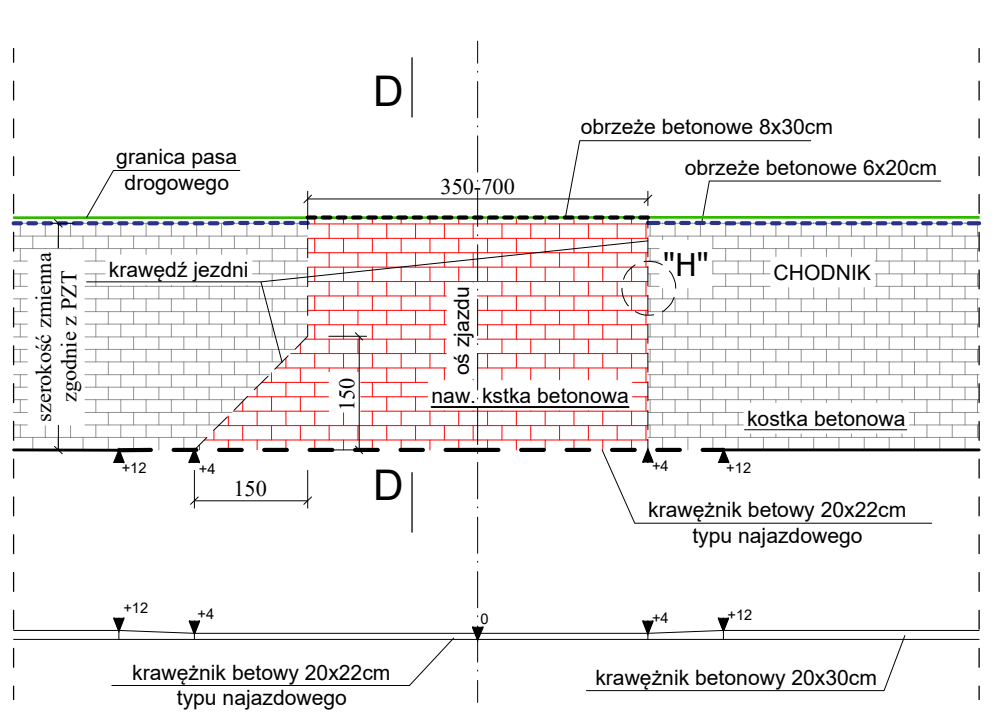 D
obrzeże betonowe 8x30cm
granica pasa
drogowego
obrzeże betonowe 6x20cm
350-700
krawędź jezdni
"H"
CHODNIK
szerokość zmienna
zgodnie z PZT
oś zjazdu
150
naw. kstka betonowa
kostka betonowa
+12
+4
+4
+12
150
D
krawężnik betowy 20x22cm
typu najazdowego
+12
+4
0
+4
+12
krawężnik betowy 20x22cm
typu najazdowego
krawężnik betonowy 20x30cm